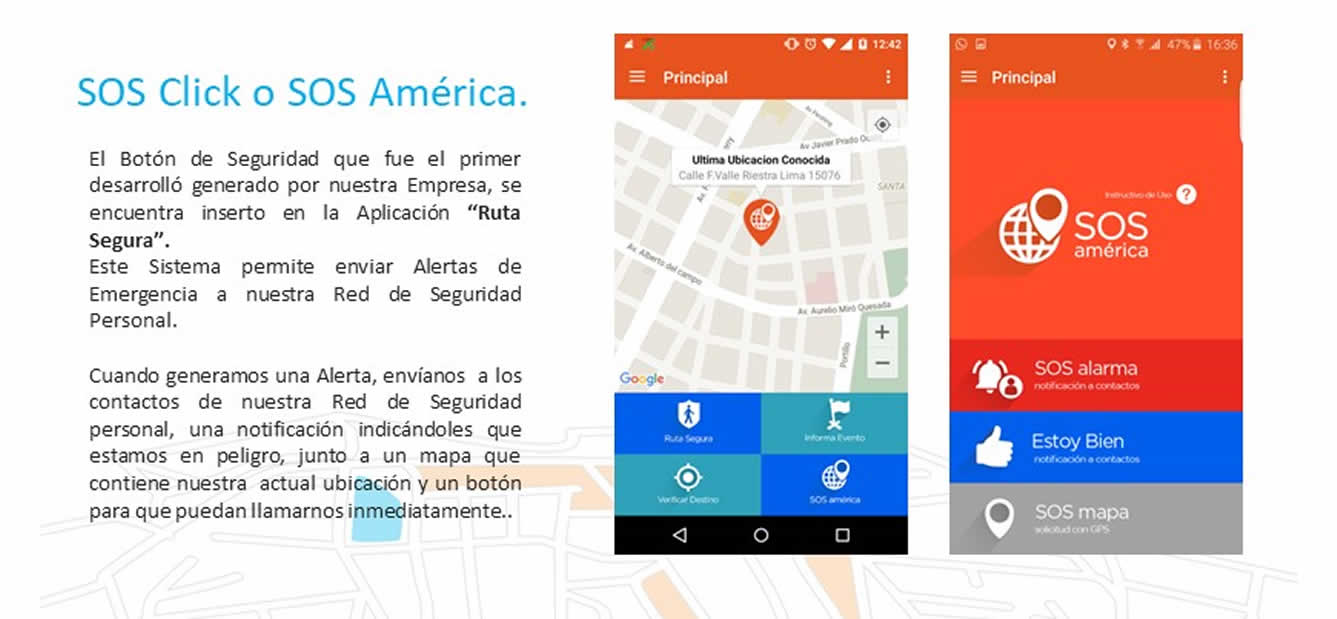 SOS Click o SOS América.
El Botón de Seguridad que fue el primer
desarrolló generado por nuestra Empresa, se
encuentra inserto en la Aplicación “Ruta
Segura”.
Este Sistema permite enviar Alertas de
Emergencia a nuestra Red de Seguridad
Personal.
Cuando generamos una Alerta, envíanos a los
contactos de nuestra Red de Seguridad
personal, una notificación indicándoles que
estamos en peligro, junto a un mapa que
contiene nuestra actual ubicación y un botón
para que puedan llamarnos inmediatamente..
12:42
Principal
Av Javier Prado
Ultima Ubicacion Conocida
Calle F.Valle Riestra Lima 15076
SANTA
Av. Alberto del campo
Av. Aurelio Miró Quesada
Portillo
+
−
Google
Ruta Segura
Informa Evento
Verificar Destino
SOS américa
47% 16:36
Principal
Instructivo de Uso ?
SOS
américa
SOS alarma
notificación a contactos
Estoy Bien
notificación a contactos
SOS mapa
solicitud con GPS